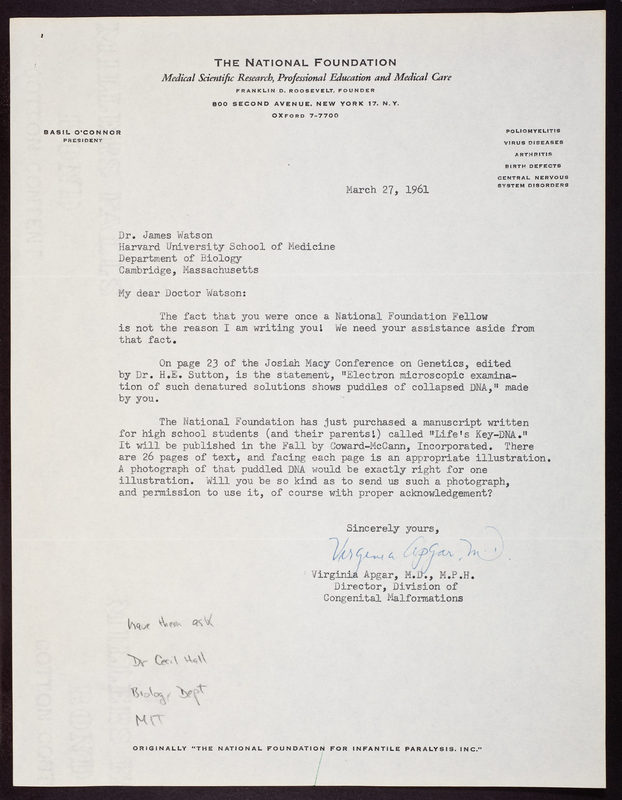 THE NATIONAL FOUNDATION
Medical Scientific Research, Professional Education and Medical Care
FRANKLIN D. ROOSEVELT, FOUNDER
800 SECOND AVENUE, NEW YORK 17, N.Y.
OXFORD 7-7700
BASIL O'CONNOR
PRESIDENT
POLIOMYELITIS
VIRUS DISEASES
ARTHRITIS
BIRTH DEFECTS
CENTRAL NERVOUS
SYSTEM DISORDERS
March 27, 1961
Dr. James Watson
Harvard University School of Medicine
Department of Biology
Cambridge, Massachusetts
My dear Doctor Watson:
The fact that you were once a National Foundation Fellow
is not the reason I am writing you! We need your assistance aside from
that fact.
On page 23 of the Josiah Macy Conference on Genetics, edited
by Dr. H.E. Sutton, is the statement, "Electron microscopic examina-
tion of such denatured solutions shows puddles of collapsed DNA," made
by you.
The National Foundation has just purchased a manuscript written
for high school students (and their parents!) called "Life's Key-DNA."
It will be published in the Fall by Coward-McCann, Incorporated. There
are 26 pages of text, and facing each page is an appropriate illustration.
A photograph of that puddled DNA would be exactly right for one
illustration. Will you be so kind as to send us such a photograph,
and permission to use it, of course with proper acknowledgement?
Sincerely yours,
Virginia Apgar, M.D.
Virginia Apgar, M.D., M.P.H.
Director, Division of
Congenital Malformations
have them ask
Dr Cecil Hall
Biology Dept
MIT
ORIGINALLY "THE NATIONAL FOUNDATION FOR INFANTILE PARALYSIS, INC."